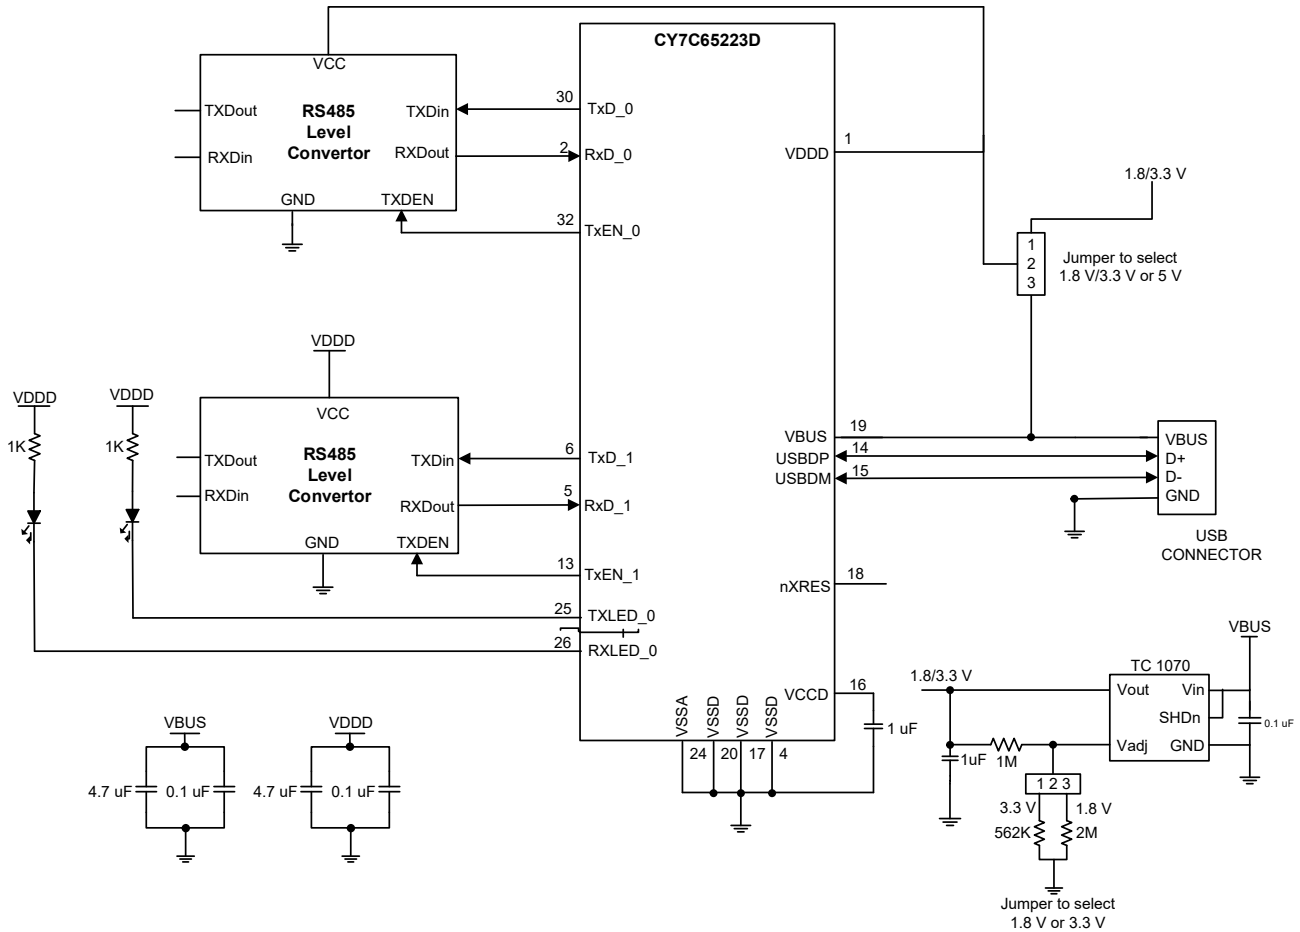 CY7C65223D
VCC
TXDout
RXDin
RS485
Level
Convertor
TXDin
RXDout
GND
TXDEN
30
TxD_0
2
RxD_0
32
TxEN_0
1
VDDD
1.8/3.3 V
1
2
3
Jumper to select
1.8 V/3.3 V or 5 V
VDDD
VDDD
VDDD
1K
1K
VCC
TXDout
RXDin
RS485
Level
Convertor
TXDin
RXDout
GND
TXDEN
6
TxD_1
5
RxD_1
13
TxEN_1
25
TXLED_0
26
RXLED_0
VBUS
19
USBDP
14
USBDM
15
VBUS
D+
D-
GND
USB
CONNECTOR
nXRES
18
VCCD
16
1 uF
VSSA
VSSD
VSSD
VSSD
24
20
17
4
VBUS
4.7 uF
0.1 uF
VDDD
4.7 uF
0.1 uF
VBUS
TC 1070
1.8/3.3 V
Vout
Vin
SHDn
Vadj
GND
0.1 uF
1uF
1M
1 2 3
3.3 V
1.8 V
562K
2M
Jumper to select
1.8 V or 3.3 V